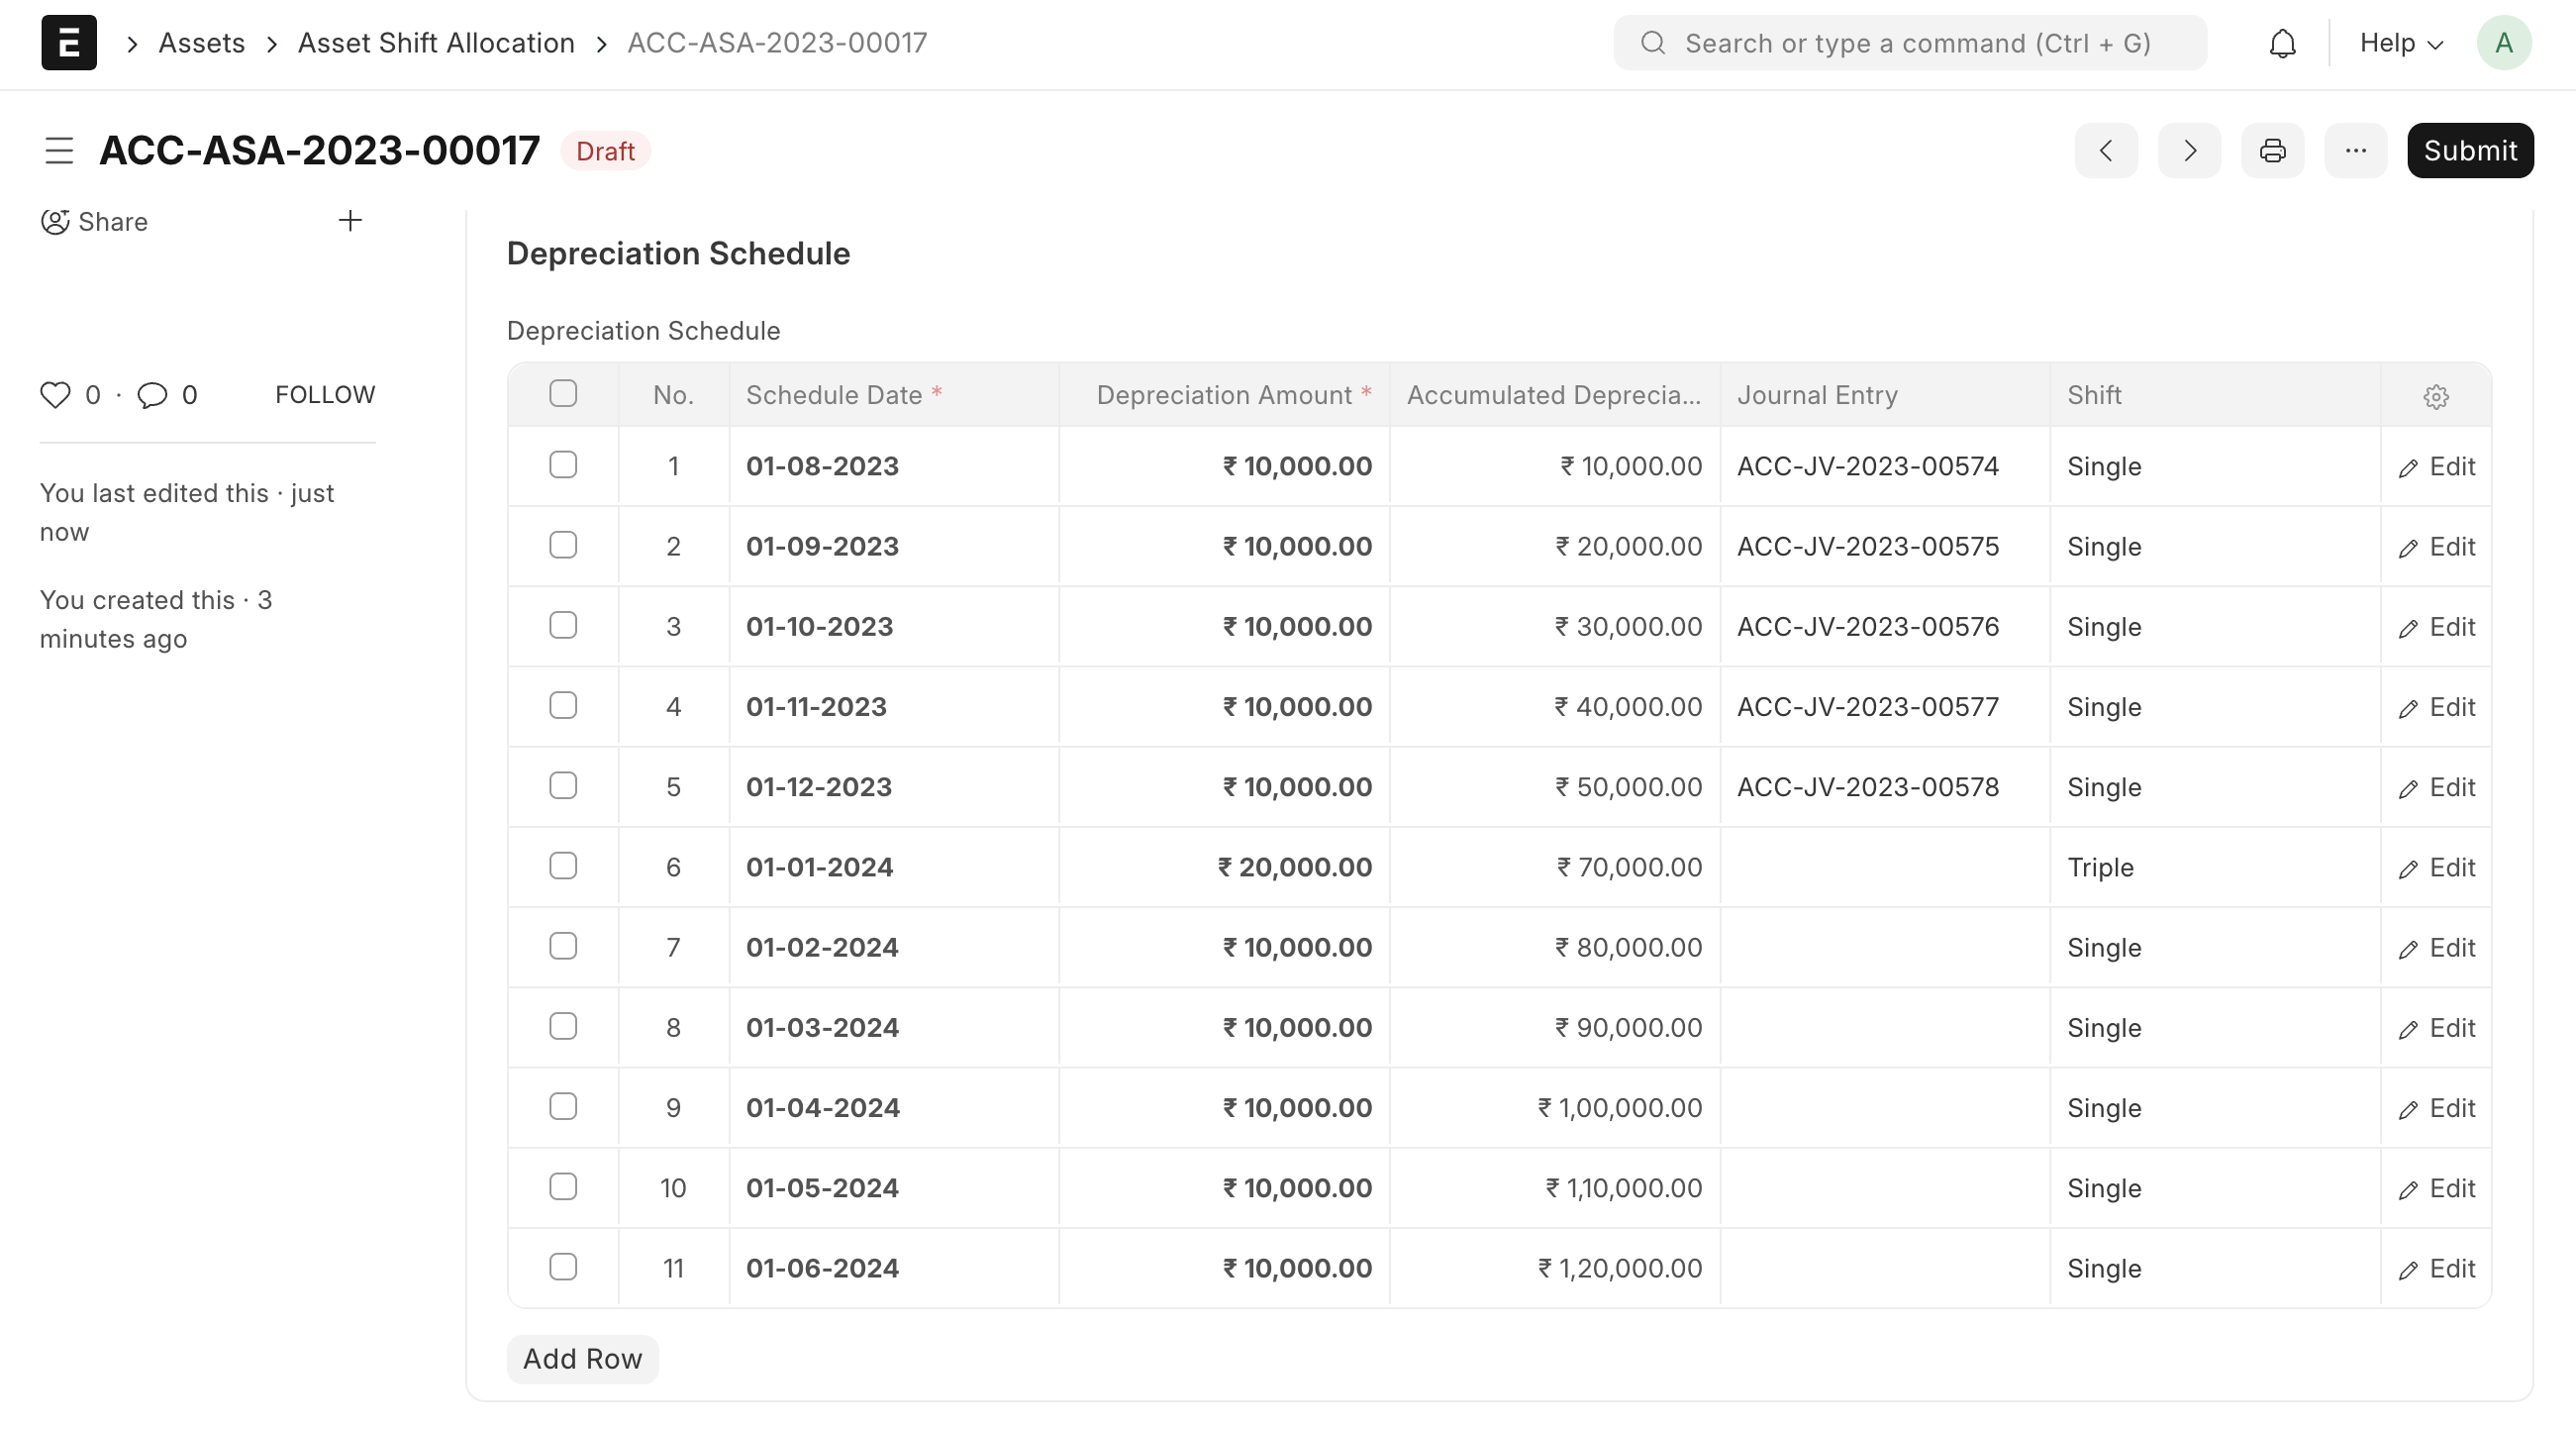 E > Assets > Asset Shift Allocation > ACC-ASA-2023-00017 Search or type a command (Ctrl + G) Help A
ACC-ASA-2023-00017 Draft ... Submit
Share +
0 · 0 FOLLOW
You last edited this · just
now
You created this · 3
minutes ago
Depreciation Schedule
Depreciation Schedule
No. Schedule Date * Depreciation Amount * Accumulated Deprecia... Journal Entry Shift
1 01-08-2023 ₹ 10,000.00 ₹ 10,000.00 ACC-JV-2023-00574 Single Edit
2 01-09-2023 ₹ 10,000.00 ₹ 20,000.00 ACC-JV-2023-00575 Single Edit
3 01-10-2023 ₹ 10,000.00 ₹ 30,000.00 ACC-JV-2023-00576 Single Edit
4 01-11-2023 ₹ 10,000.00 ₹ 40,000.00 ACC-JV-2023-00577 Single Edit
5 01-12-2023 ₹ 10,000.00 ₹ 50,000.00 ACC-JV-2023-00578 Single Edit
6 01-01-2024 ₹ 20,000.00 ₹ 70,000.00 Triple Edit
7 01-02-2024 ₹ 10,000.00 ₹ 80,000.00 Single Edit
8 01-03-2024 ₹ 10,000.00 ₹ 90,000.00 Single Edit
9 01-04-2024 ₹ 10,000.00 ₹ 1,00,000.00 Single Edit
10 01-05-2024 ₹ 10,000.00 ₹ 1,10,000.00 Single Edit
11 01-06-2024 ₹ 10,000.00 ₹ 1,20,000.00 Single Edit
Add Row